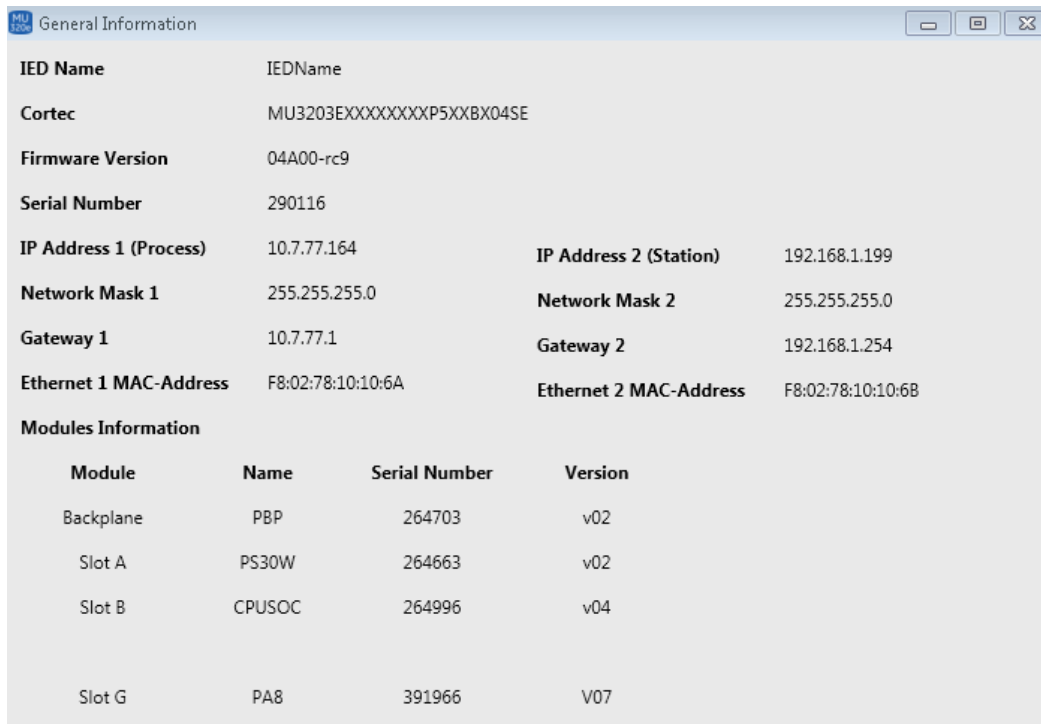 MU 320e General Information
IED Name IEDName
Cortec MU3203EXXXXXXXXP5XXBX04SE
Firmware Version 04A00-rc9
Serial Number 290116
IP Address 1 (Process) 10.7.77.164 IP Address 2 (Station) 192.168.1.199
Network Mask 1 255.255.255.0 Network Mask 2 255.255.255.0
Gateway 1 10.7.77.1 Gateway 2 192.168.1.254
Ethernet 1 MAC-Address F8:02:78:10:10:6A Ethernet 2 MAC-Address F8:02:78:10:10:6B
Modules Information
Module Name Serial Number Version
Backplane PBP 264703 v02
Slot A PS30W 264663 v02
Slot B CPUSOC 264996 v04
Slot G PA8 391966 V07